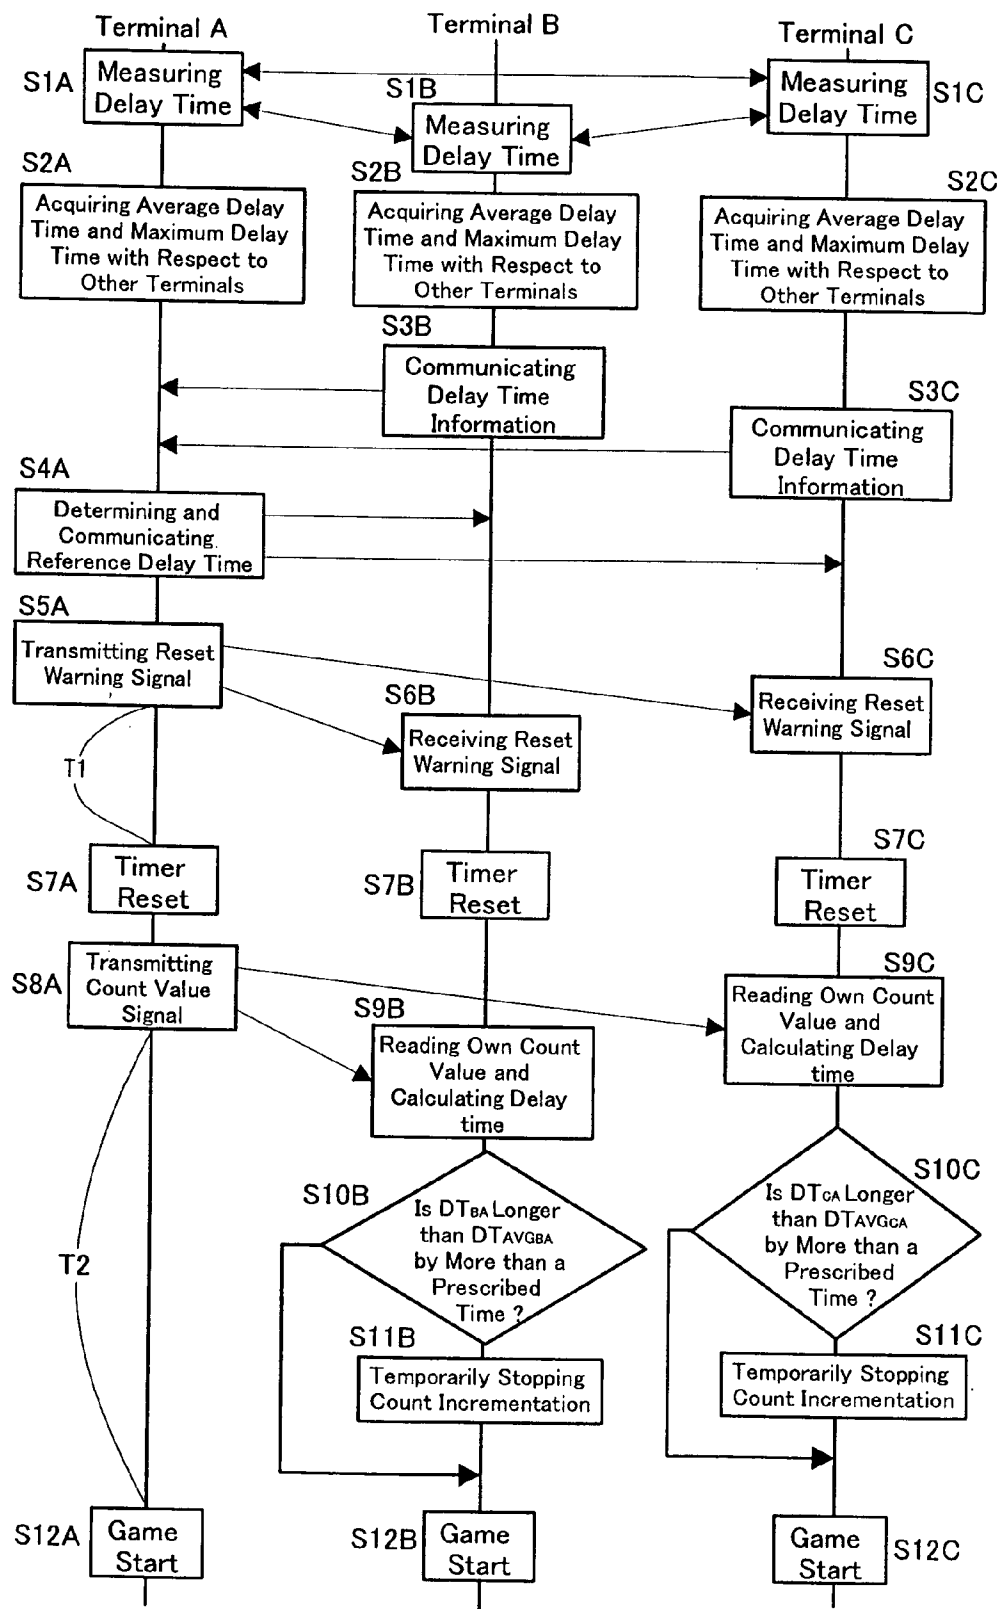 Terminal A
Terminal B
Terminal C
S1A
Measuring
Delay Time
S1B
Measuring
Delay Time
Measuring
Delay Time
S1C
S2A
Acquiring Average Delay
Time and Maximum Delay
Time with Respect to
Other Terminals
S2B
Acquiring Average Delay
Time and Maximum Delay
Time with Respect to
Other Terminals
S2C
Acquiring Average Delay
Time and Maximum Delay
Time with Respect to
Other Terminals
S3B
Communicating
Delay Time
Information
S3C
Communicating
Delay Time
Information
S4A
Determining and
Communicating
Reference Delay Time
S5A
Transmitting Reset
Warning Signal
S6B
Receiving Reset
Warning Signal
S6C
Receiving Reset
Warning Signal
T1
S7A
Timer
Reset
S7B
Timer
Reset
S7C
Timer
Reset
S8A
Transmitting
Count Value
Signal
S9B
Reading Own Count
Value and
Calculating Delay
time
S9C
Reading Own Count
Value and
Calculating Delay
time
S10B
Is DTBA Longer
than DTAVGBA
by More than a
Prescribed
Time ?
S10C
Is DTCA Longer
than DTAVGCA
by More than a
Prescribed
Time ?
T2
S11B
Temporarily Stopping
Count Incrementation
S11C
Temporarily Stopping
Count Incrementation
S12A
Game
Start
S12B
Game
Start
Game
Start
S12C